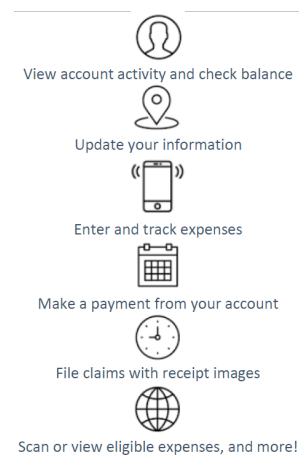 View account activity and check balance
Update your information
Enter and track expenses
Make a payment from your account
File claims with receipt images
Scan or view eligible expenses, and more!